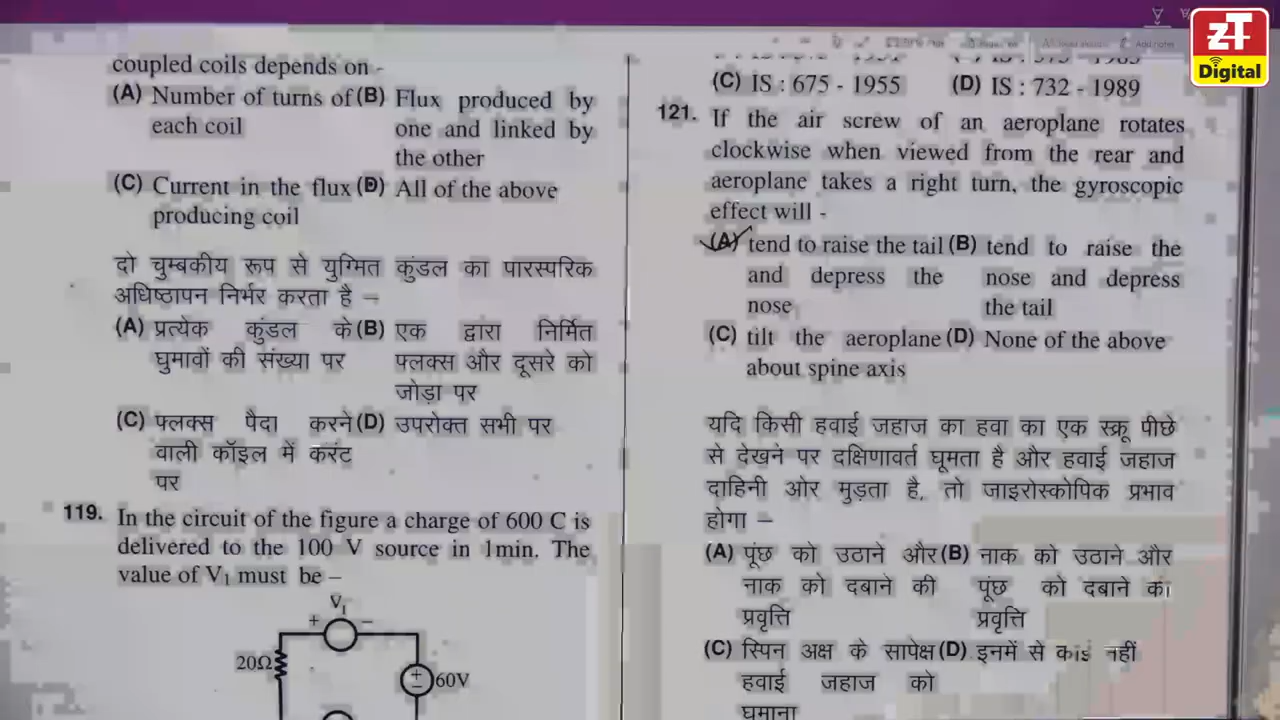 coupled coils depends on -
(A) Number of turns of (B) Flux produced by
each coil one and linked by
the other
(C) Current in the flux (D) All of the above
producing coil
दो चुम्बकीय रूप से युग्मित कुंडल का पारस्परिक
अधिष्ठापन निर्भर करता है –
(A) प्रत्येक कुंडल के (B) एक द्वारा निर्मित
घुमावों की संख्या पर फ्लक्स और दूसरे को
जोड़ा पर
(C) फ्लक्स पैदा करने (D) उपरोक्त सभी पर
वाली कॉइल में करंट
पर
119. In the circuit of the figure a charge of 600 C is
delivered to the 100 V source in 1min. The
value of V₁ must be –
V₁
+ –
20Ω
+
–
60V
(C) IS : 675 - 1955 (D) IS : 732 - 1989
121. If the air screw of an aeroplane rotates
clockwise when viewed from the rear and
aeroplane takes a right turn, the gyroscopic
effect will -
(A) tend to raise the tail (B) tend to raise the
and depress the nose and depress
nose the tail
(C) tilt the aeroplane (D) None of the above
about spine axis
यदि किसी हवाई जहाज का हवा का एक स्क्रू पीछे
से देखने पर दक्षिणावर्त घूमता है और हवाई जहाज
दाहिनी ओर मुड़ता है, तो जाइरोस्कोपिक प्रभाव
होगा –
(A) पूंछ को उठाने और (B) नाक को उठाने और
नाक को दबाने की पूंछ को दबाने की
प्रवृत्ति प्रवृत्ति
(C) स्पिन अक्ष के सापेक्ष (D) इनमें से नहीं
हवाई जहाज को
घुमाना
ZT
Digital
Add notes